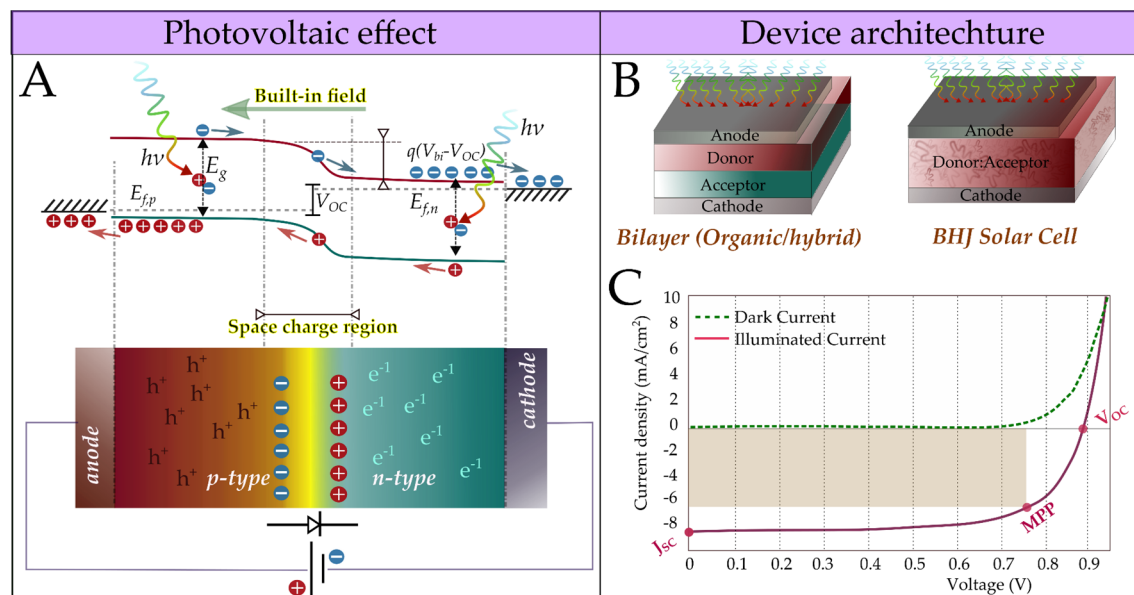 Photovoltaic effect
Device architechture
A
Built-in field
hν
hν
E_g
q(V_bi-V_OC)
E_f,p
V_OC
E_f,n
Space charge region
h⁺
h⁺
h⁺
h⁺
h⁺
h⁺
h⁺
h⁺
e⁻¹
e⁻¹
e⁻¹
e⁻¹
e⁻¹
e⁻¹
e⁻¹
anode
p-type
n-type
cathode
B
Anode
Donor
Acceptor
Cathode
Bilayer (Organic/hybrid)
Anode
Donor:Acceptor
Cathode
BHJ Solar Cell
C
Current density (mA/cm²)
10
8
6
4
2
0
-2
-4
-6
-8
Dark Current
Illuminated Current
V_OC
MPP
J_SC
0 0.1 0.2 0.3 0.4 0.5 0.6 0.7 0.8 0.9
Voltage (V)